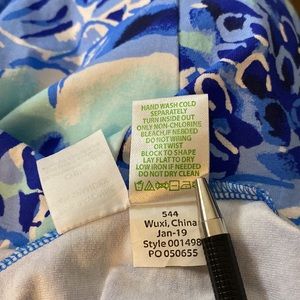 HAND WASH COLD
SEPARATELY
TURN INSIDE OUT
ONLY NON-CHLORINE
BLEACH, IF NEEDED
DO NOT WRING
OR TWIST
BLOCK TO SHAPE
LAY FLAT TO DRY
LOW IRON IF NEEDED
DO NOT DRY CLEAN
544
Wuxi, China
Jan-19
Style 001498
PO 050655